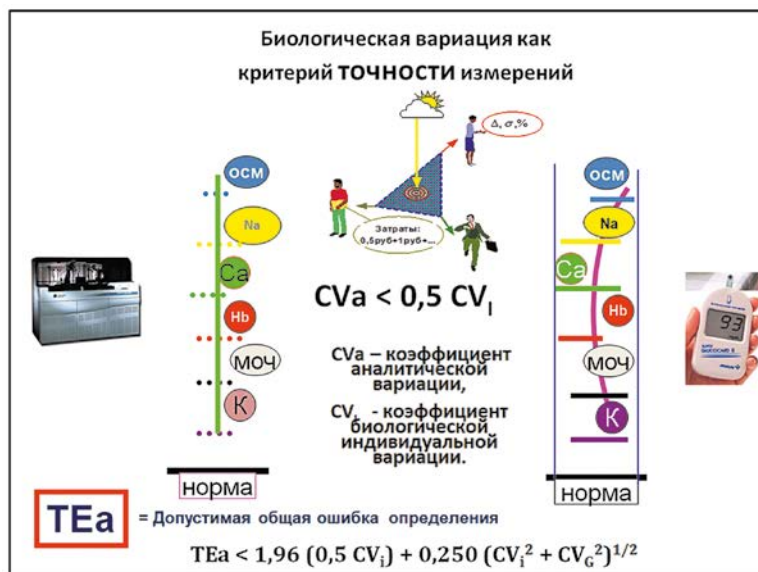 Биологическая вариация как
критерий точности измерений
Δ, σ,%
Затраты:
0,5руб+1руб+...
осм
Na
Ca
Hb
моч
К
норма
CVa < 0,5 CVI
CVa – коэффициент
аналитической
вариации,
CVI - коэффициент
биологической
индивидуальной
вариации.
осм
Na
Ca
Hb
моч
К
93
норма
TEa = Допустимая общая ошибка определения
TEa < 1,96 (0,5 CVi) + 0,250 (CVi² + CVG²)1/2